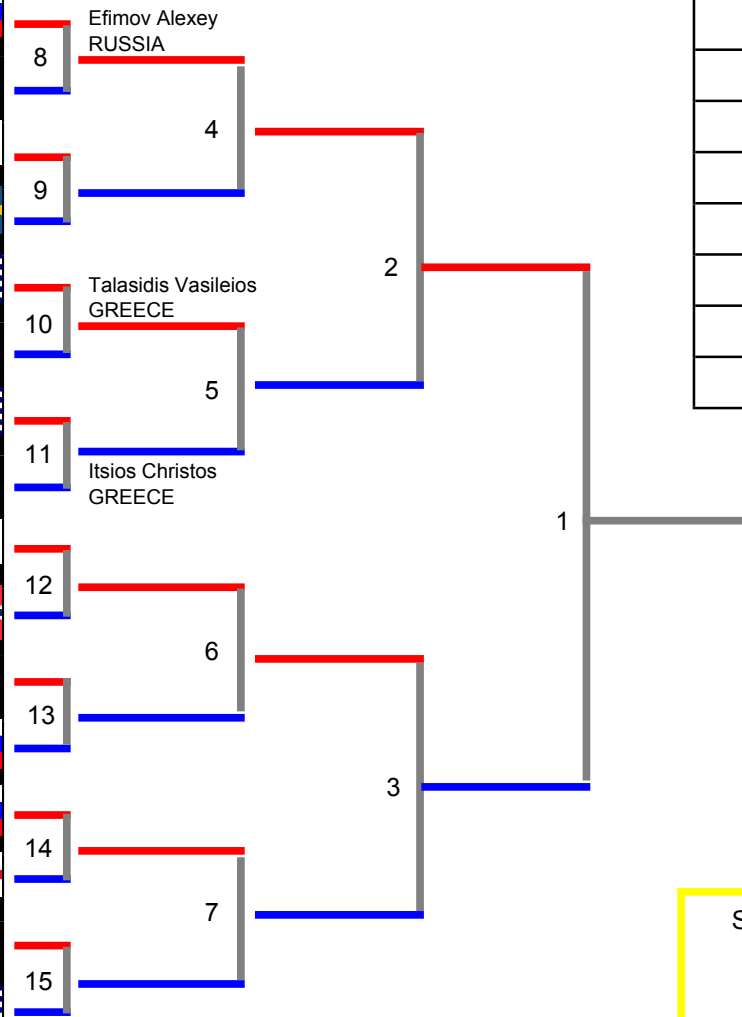 Efimov Alexey
RUSSIA
8
4
9
2
Talasidis Vasileios
GREECE
10
5
11
Itsios Christos
GREECE
1
12
6
13
3
14
7
S
15